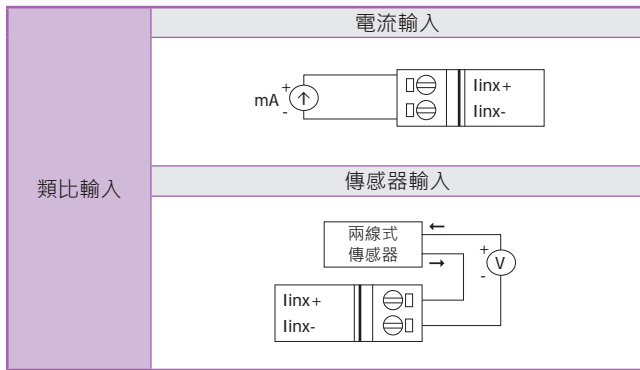 類比輸入
電流輸入
mA
+
-
Iinx+
Iinx-
傳感器輸入
兩線式
傳感器
+
V
-
Iinx+
Iinx-